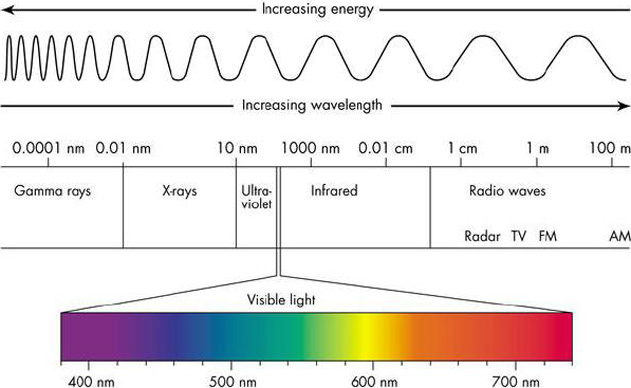 Increasing energy
Increasing wavelength
0.0001 nm 0.01 nm 10 nm 1000 nm 0.01 cm 1 cm 1 m 100 m
Gamma rays X-rays Ultra- Infrared Radio waves
violet
Radar TV FM AM
Visible light
400 nm 500 nm 600 nm 700 nm